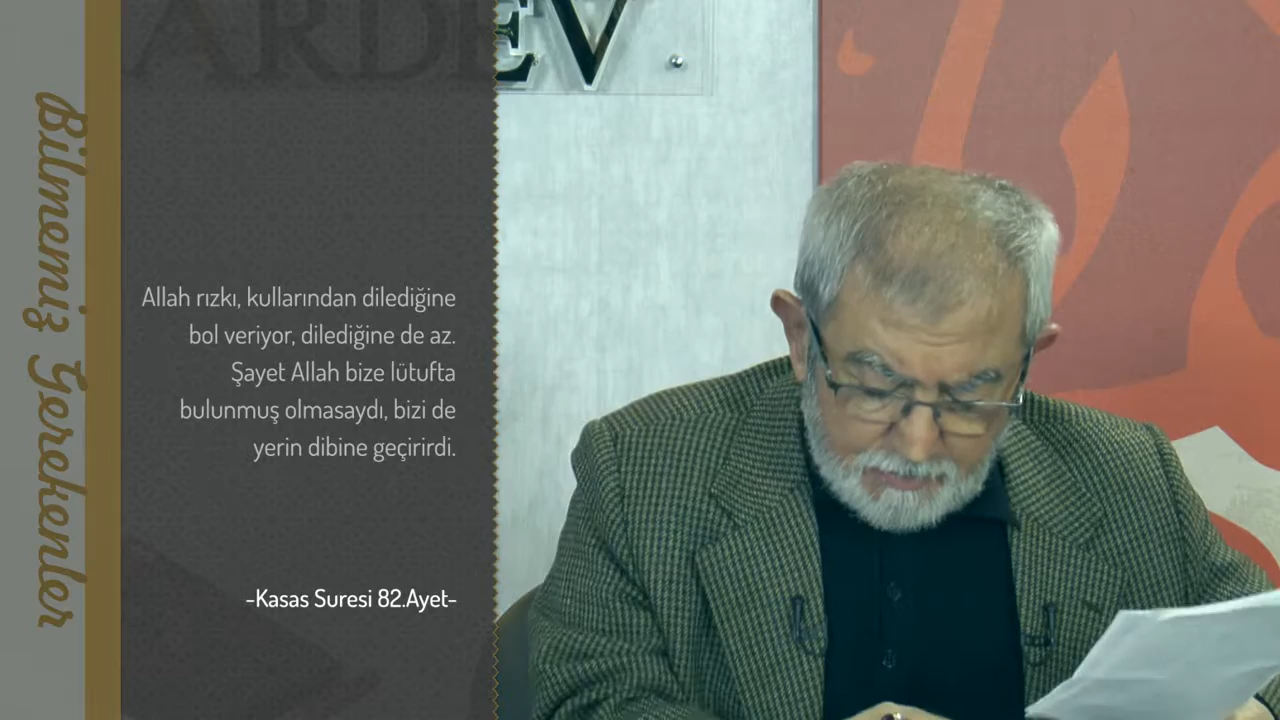 ARDEV
Bilmemiz Gerekenler
Allah rızkı, kullarından dilediğine
bol veriyor, dilediğine de az.
Şayet Allah bize lütufta
bulunmuş olmasaydı, bizi de
yerin dibine geçirirdi.
-Kasas Suresi 82.Ayet-